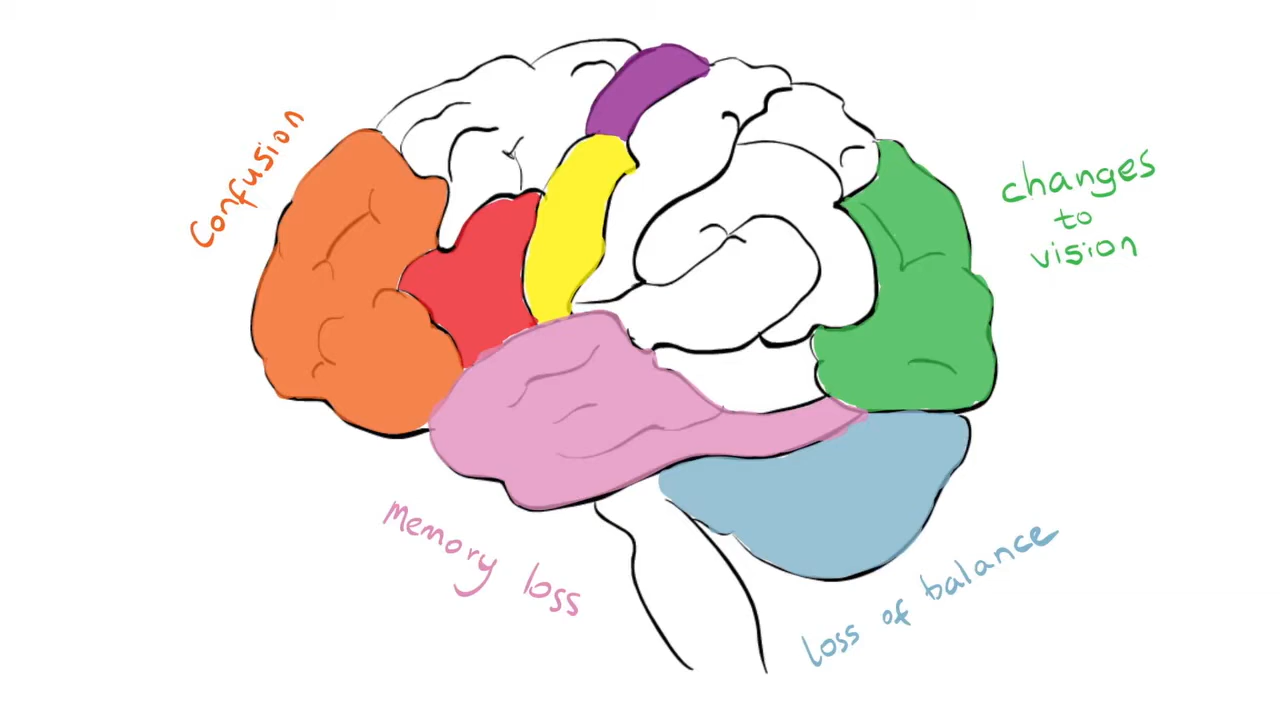 Confusion
changes
to
vision
Memory loss
loss of balance